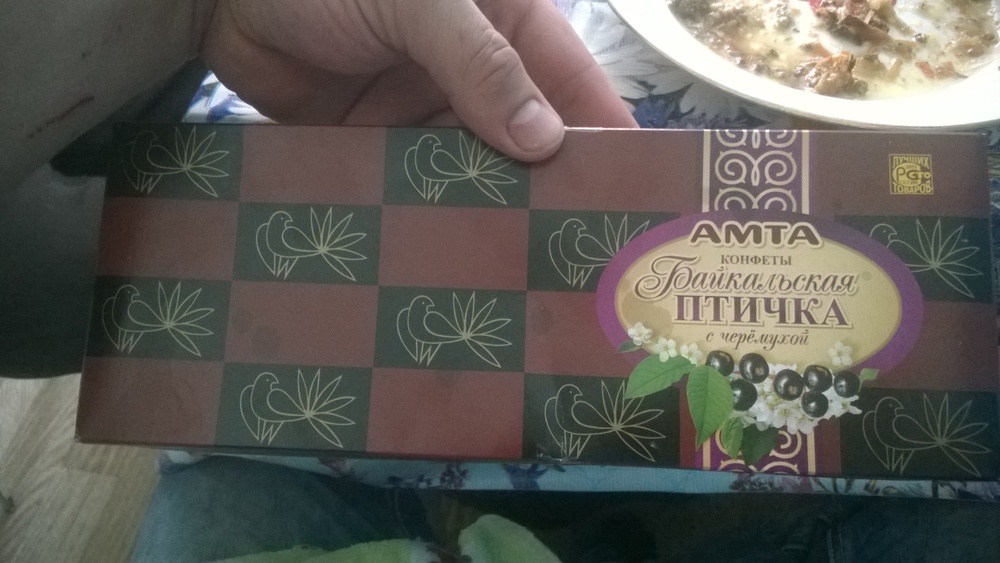 ЛУЧШИХ
ТОВАРОВ
АМТА
КОНФЕТЫ
Байкальская
ПТИЧКА
с черёмухой